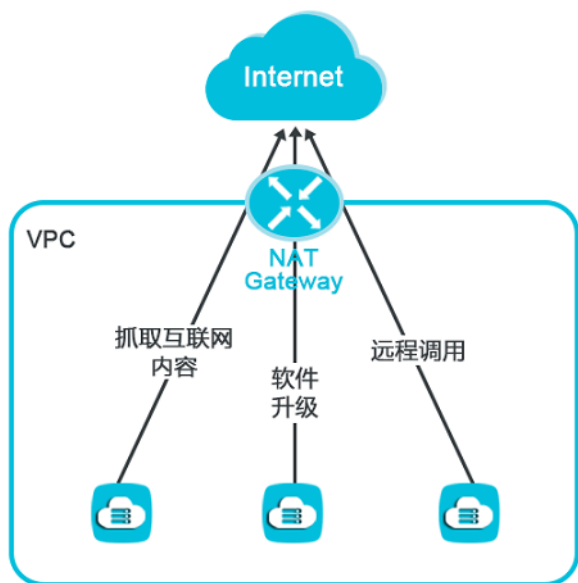 Internet
VPC
NAT
Gateway
抓取互联网
内容
软件
升级
远程调用